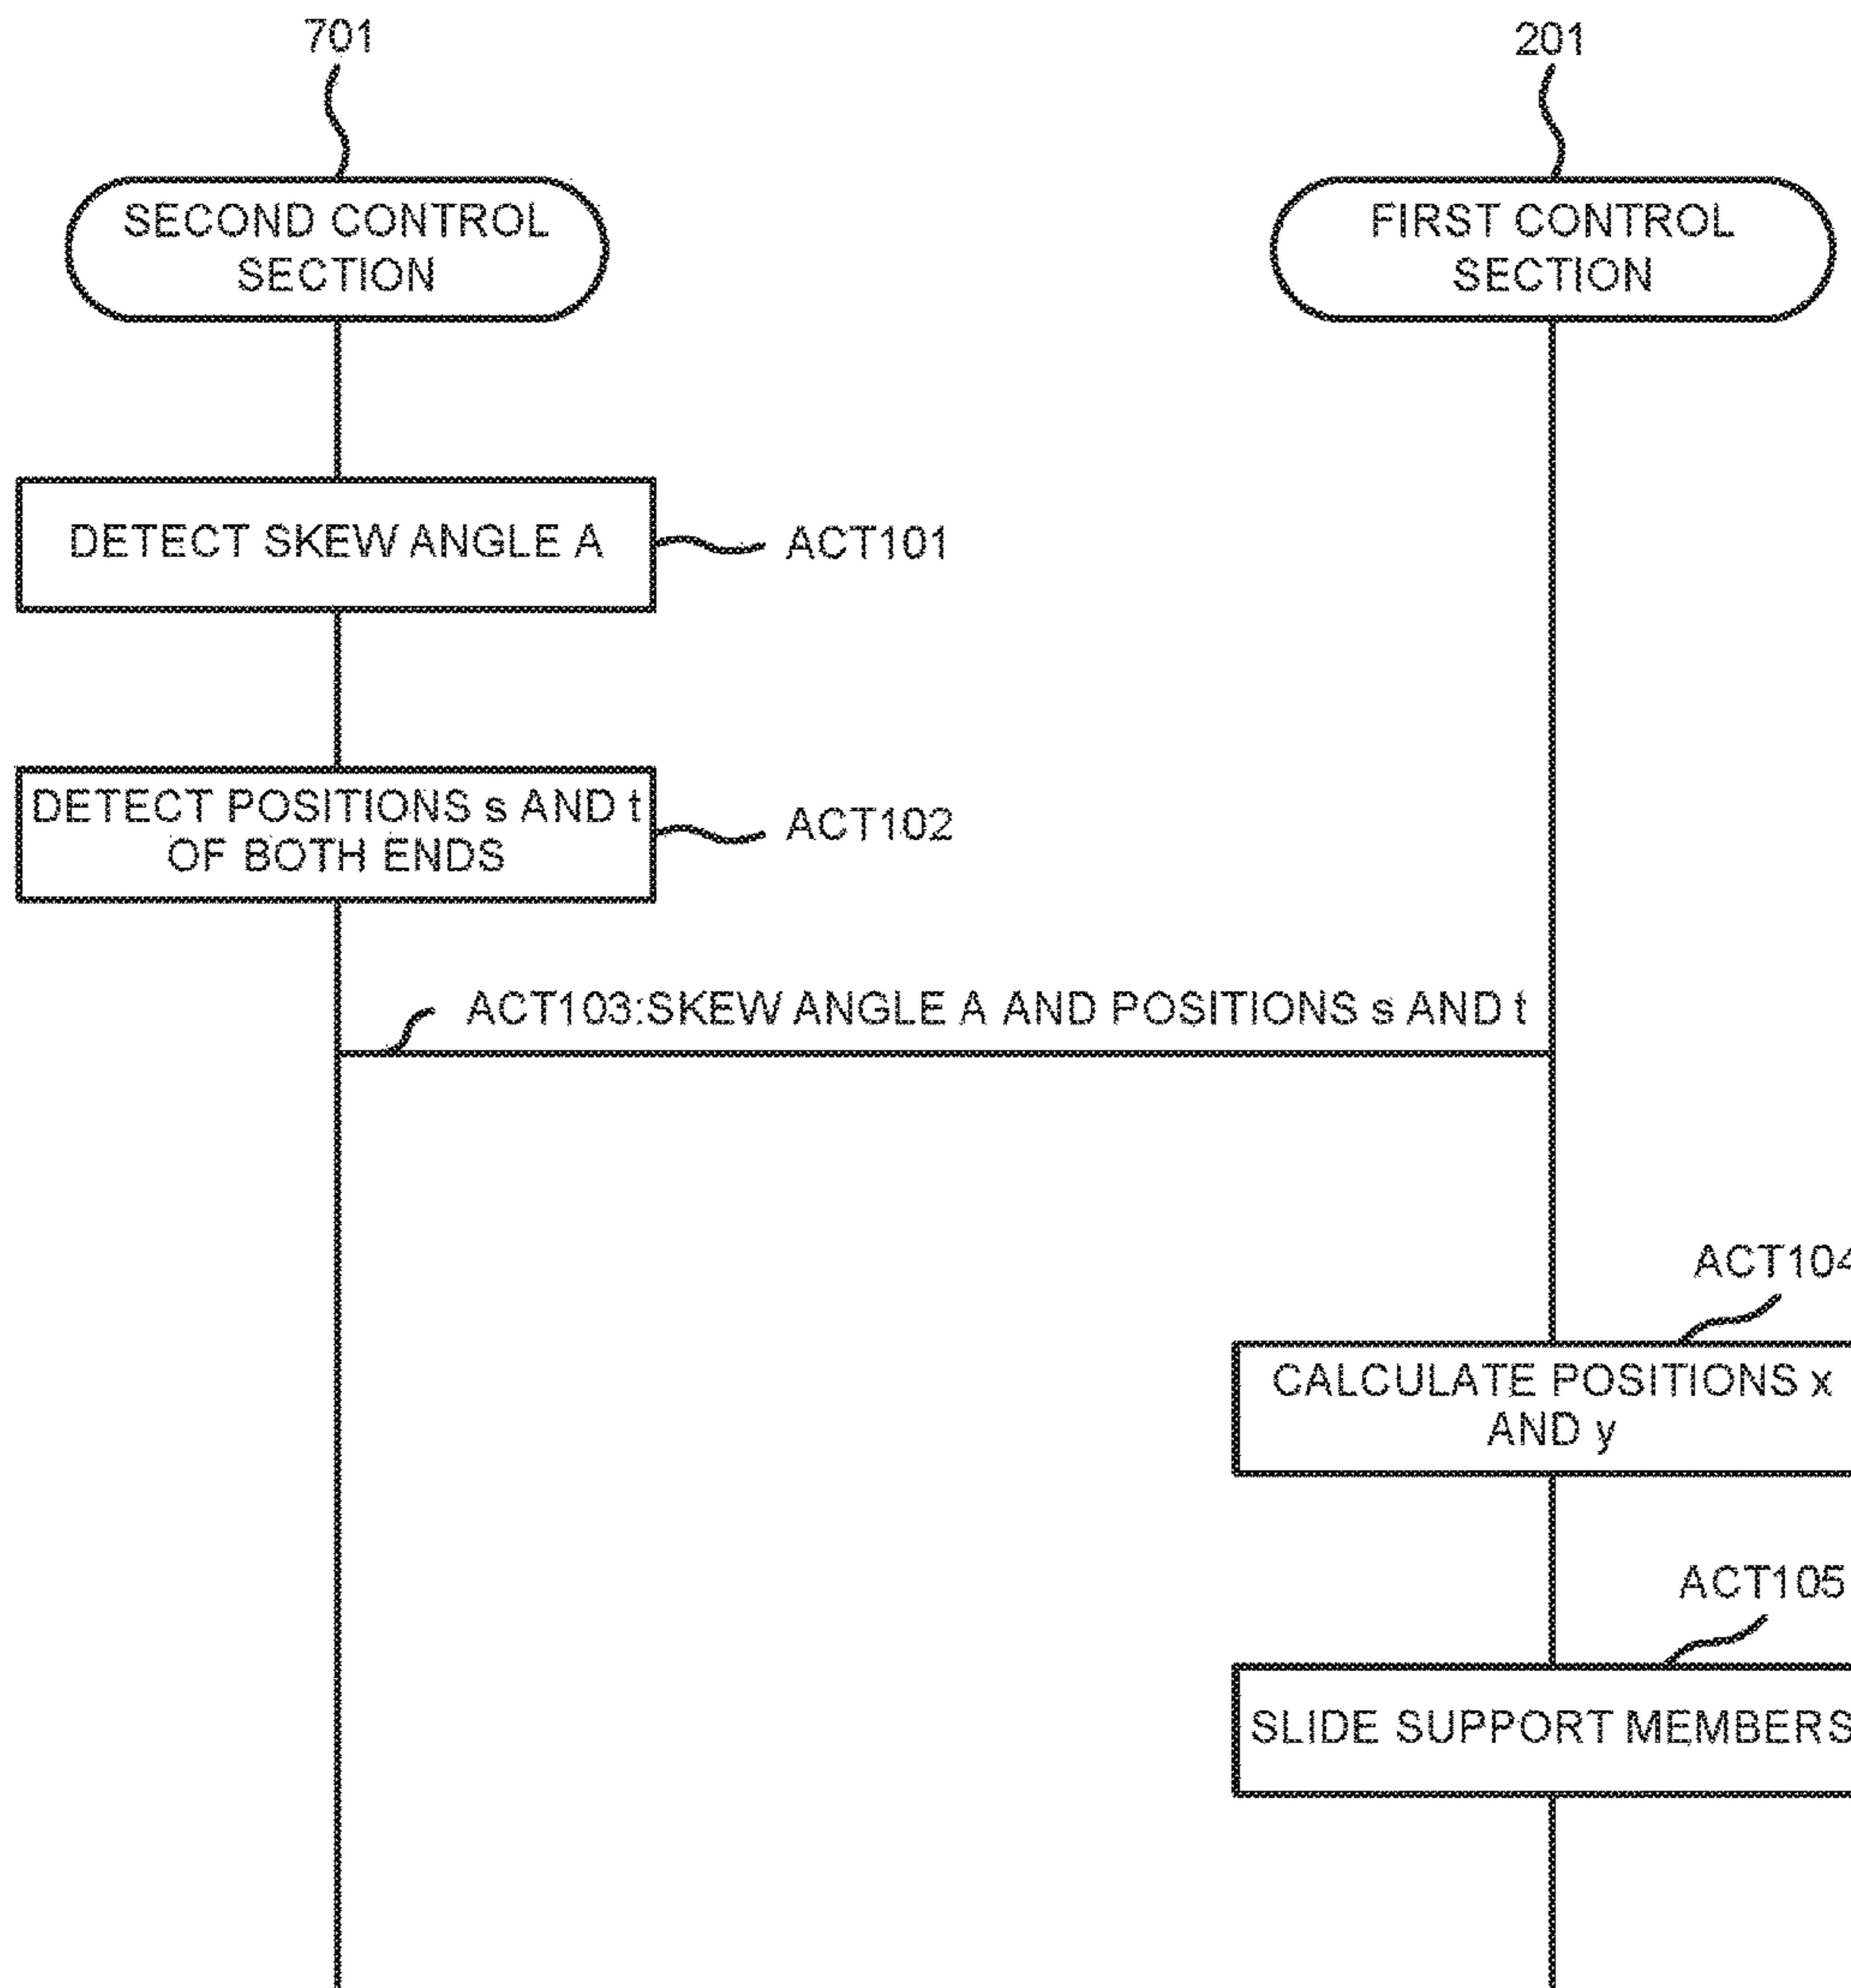 701
201
SECOND CONTROL
SECTION
FIRST CONTROL
SECTION
DETECT SKEW ANGLE A
ACT101
DETECT POSITIONS s AND t
OF BOTH ENDS
ACT102
ACT103:SKEW ANGLE A AND POSITIONS s AND t
ACT104
CALCULATE POSITIONS x
AND y
ACT105
SLIDE SUPPORT MEMBERS